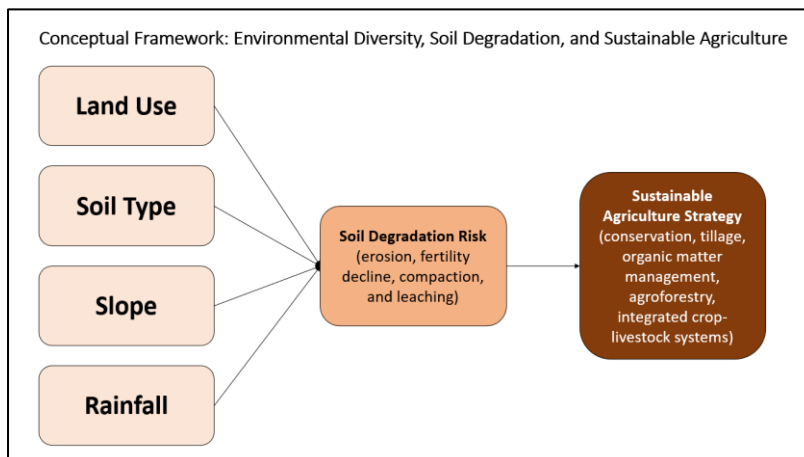 Conceptual Framework: Environmental Diversity, Soil Degradation, and Sustainable Agriculture
Land Use
Soil Type
Slope
Rainfall
Soil Degradation Risk
(erosion, fertility
decline, compaction,
and leaching)
Sustainable
Agriculture Strategy
(conservation, tillage,
organic matter
management,
agroforestry,
integrated crop-
livestock systems)